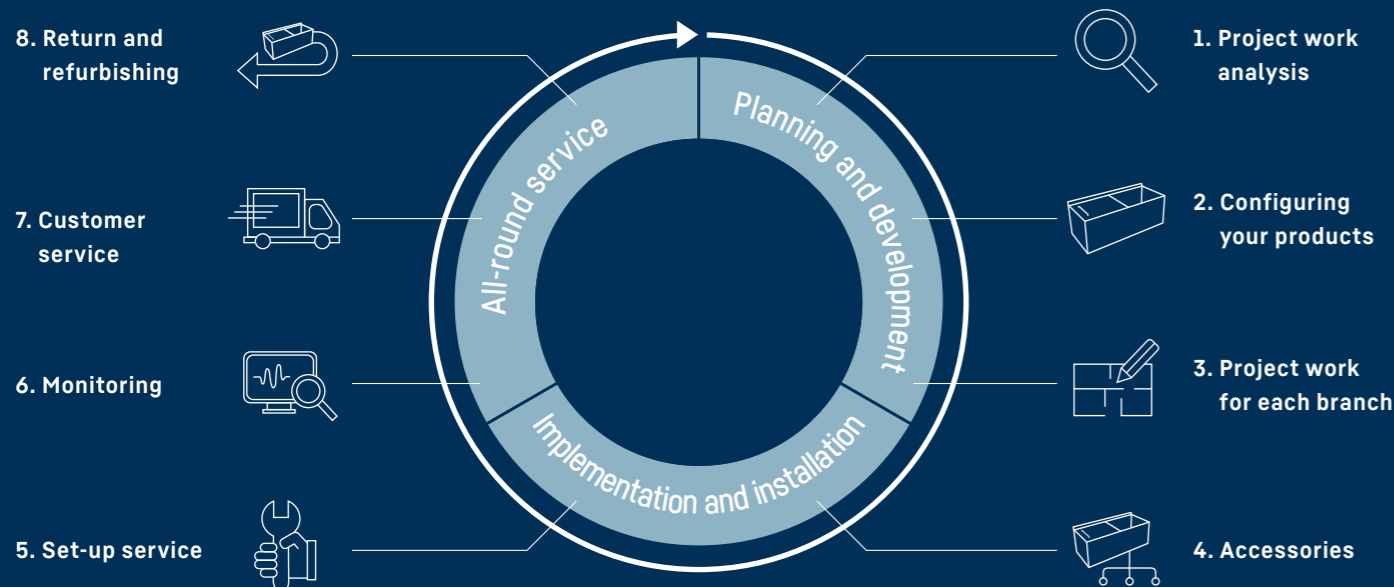 1. Project work
analysis
2. Configuring
your products
3. Project work
for each branch
4. Accessories
5. Set-up service
6. Monitoring
7. Customer
service
8. Return and
refurbishing
Planning and development
Implementation and installation
All-round service